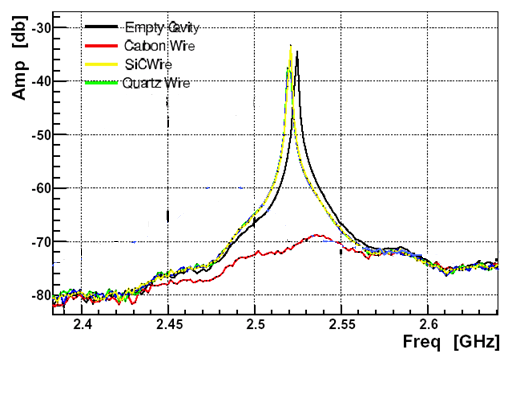 Amp [db]
-30
-40
-50
-60
-70
-80
Empty Cavity
Carbon Wire
SiCWire
Quartz Wire
2.4 2.45 2.5 2.55 2.6
Freq [GHz]